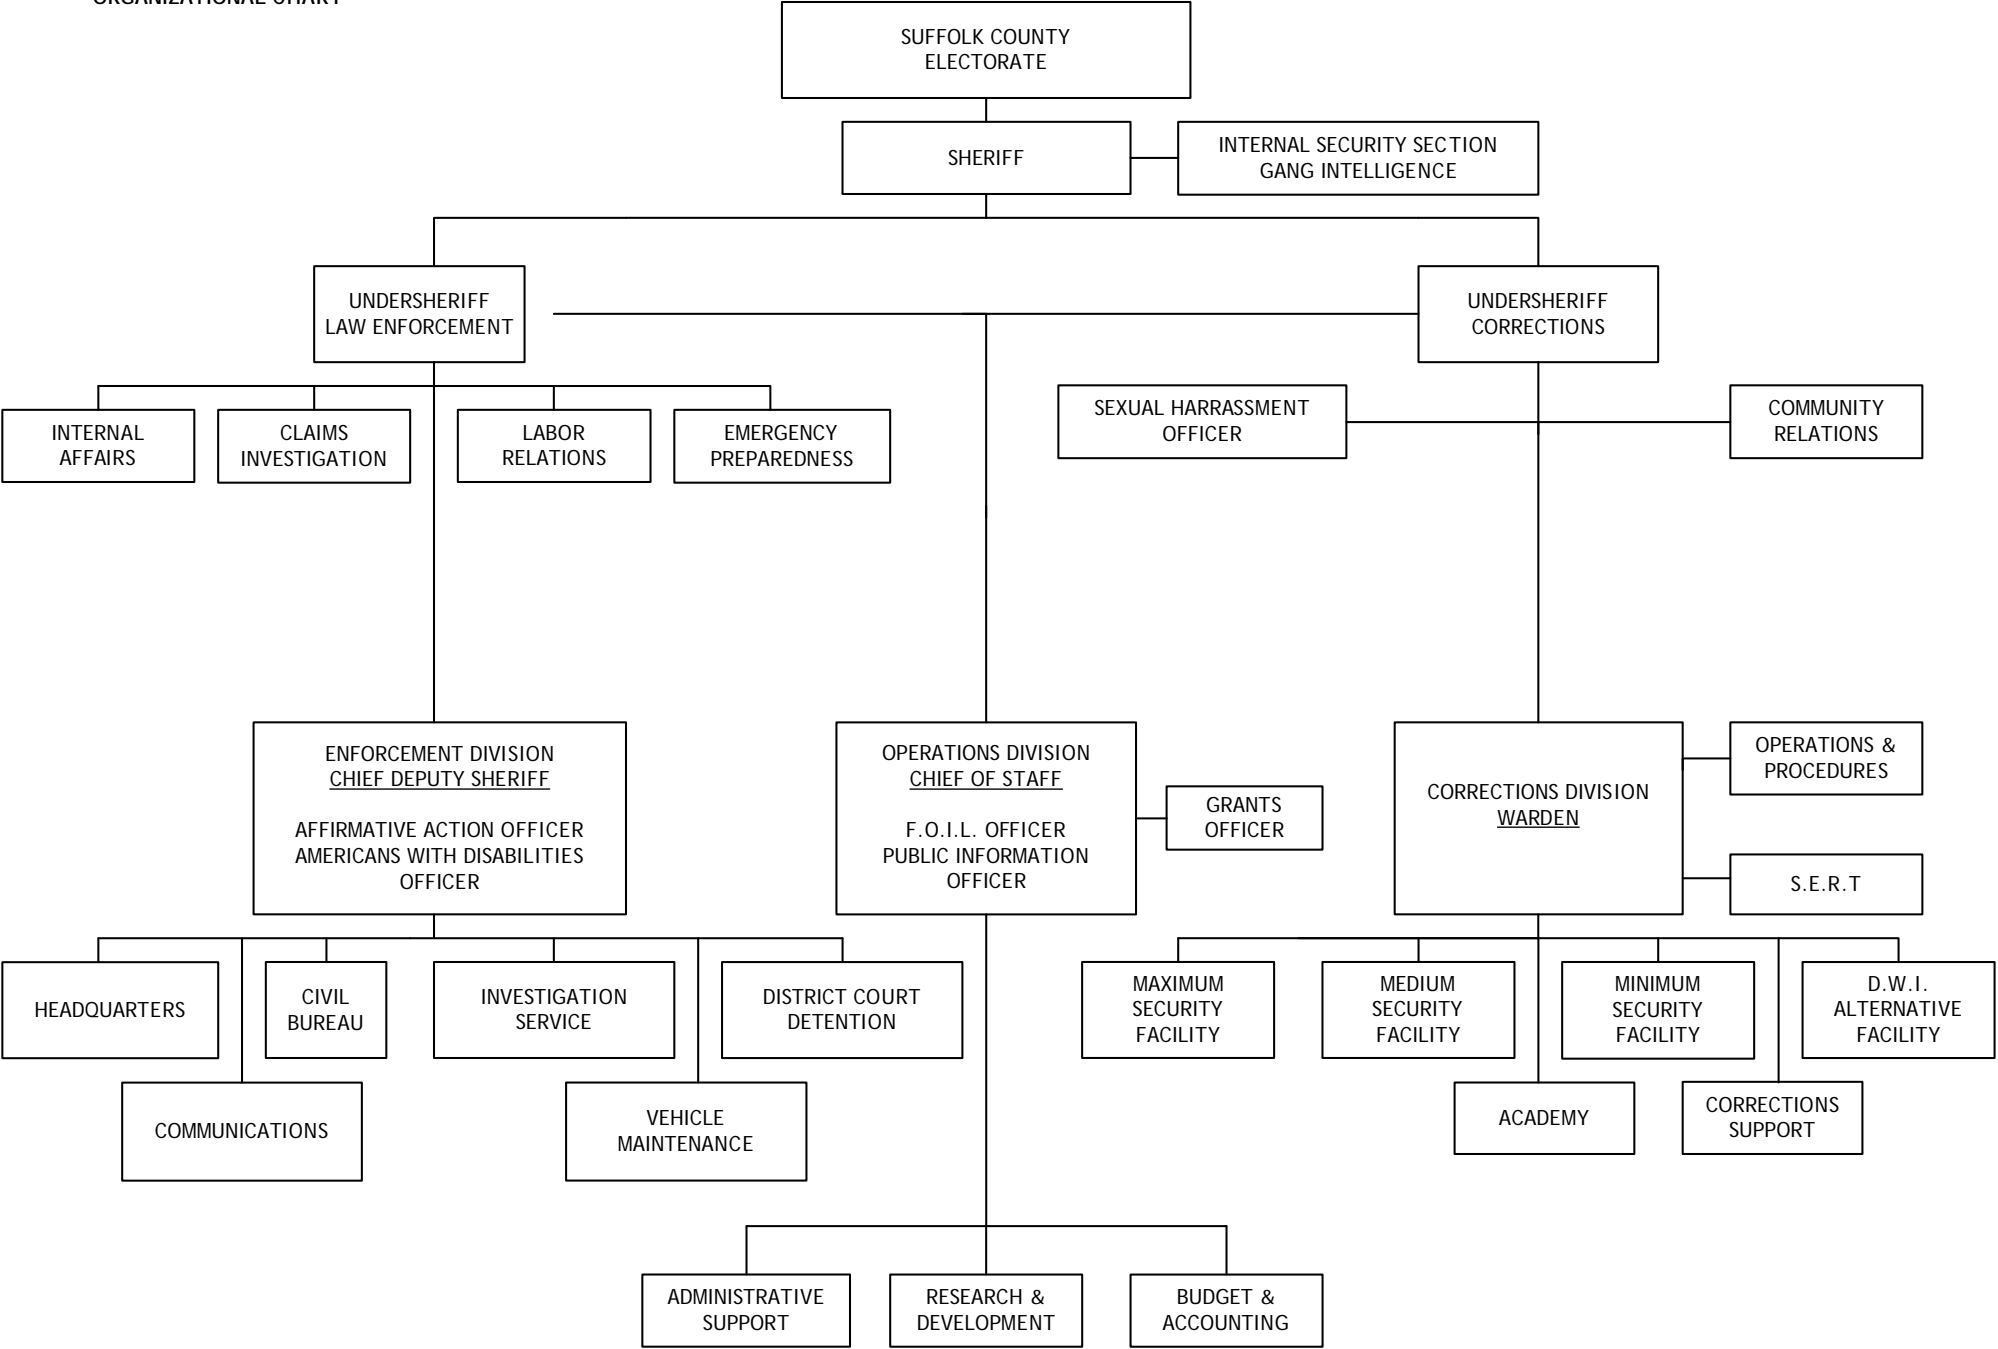 ORGANIZATIONAL CHART
SUFFOLK COUNTY
ELECTORATE
SHERIFF
INTERNAL SECURITY SECTION
GANG INTELLIGENCE
UNDERSHERIFF
LAW ENFORCEMENT
UNDERSHERIFF
CORRECTIONS
INTERNAL
AFFAIRS
CLAIMS
INVESTIGATION
LABOR
RELATIONS
EMERGENCY
PREPAREDNESS
SEXUAL HARRASSMENT
OFFICER
COMMUNITY
RELATIONS
ENFORCEMENT DIVISION
CHIEF DEPUTY SHERIFF
AFFIRMATIVE ACTION OFFICER
AMERICANS WITH DISABILITIES
OFFICER
OPERATIONS DIVISION
CHIEF OF STAFF
F.O.I.L. OFFICER
PUBLIC INFORMATION
OFFICER
GRANTS
OFFICER
CORRECTIONS DIVISION
WARDEN
OPERATIONS &
PROCEDURES
S.E.R.T
HEADQUARTERS
CIVIL
BUREAU
INVESTIGATION
SERVICE
DISTRICT COURT
DETENTION
MAXIMUM
SECURITY
FACILITY
MEDIUM
SECURITY
FACILITY
MINIMUM
SECURITY
FACILITY
D.W.I.
ALTERNATIVE
FACILITY
COMMUNICATIONS
VEHICLE
MAINTENANCE
ACADEMY
CORRECTIONS
SUPPORT
ADMINISTRATIVE
SUPPORT
RESEARCH &
DEVELOPMENT
BUDGET &
ACCOUNTING